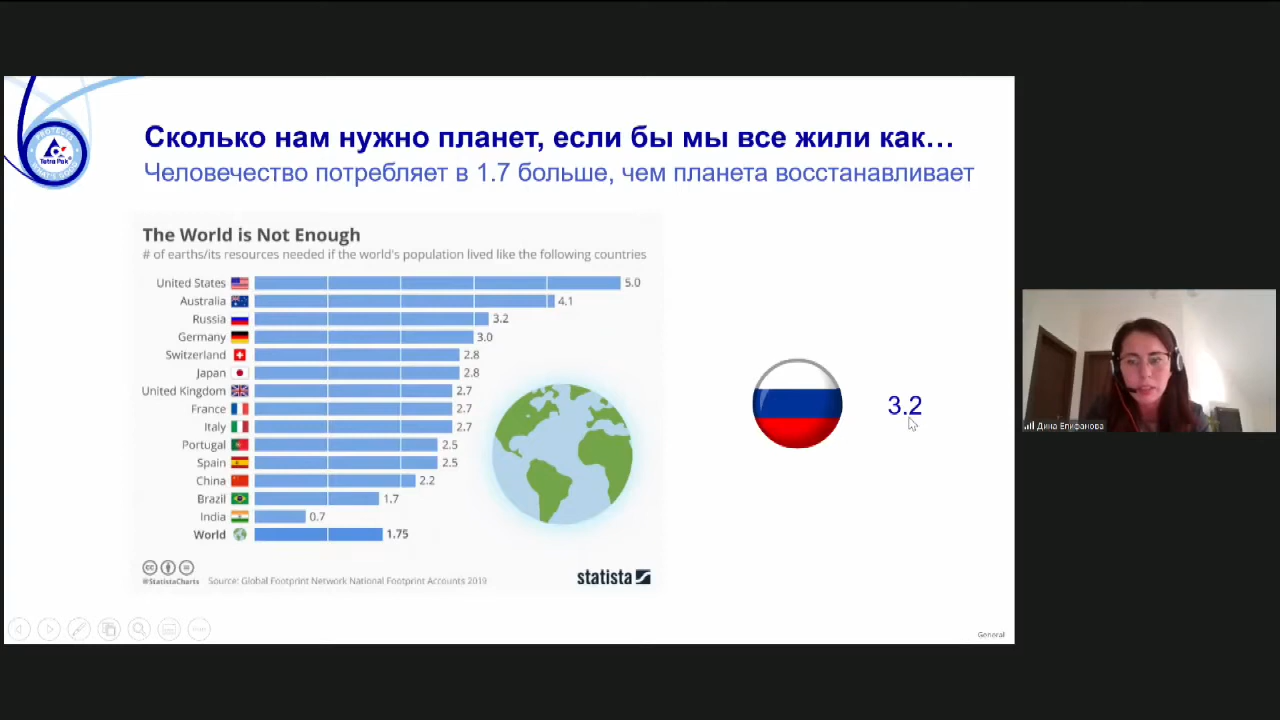 Сколько нам нужно планет, если бы мы все жили как…
Человечество потребляет в 1.7 больше, чем планета восстанавливает
Tetra Pak
The World is Not Enough
# of earths/its resources needed if the world's population lived like the following countries
United States 5.0
Australia 4.1
Russia 3.2
Germany 3.0
Switzerland 2.8
Japan 2.8
United Kingdom 2.7
France 2.7
Italy 2.7
Portugal 2.5
Spain 2.5
China 2.2
Brazil 1.7
India 0.7
World 1.75
3.2
@StatistaCharts Source: Global Footprint Network National Footprint Accounts 2019
statista
General
Дина Епифанова